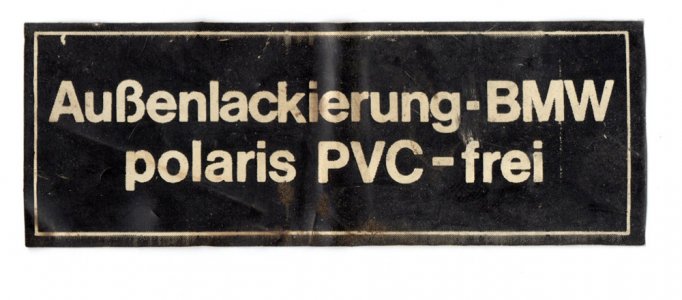 Außenlackierung-BMW
polaris PVC-frei